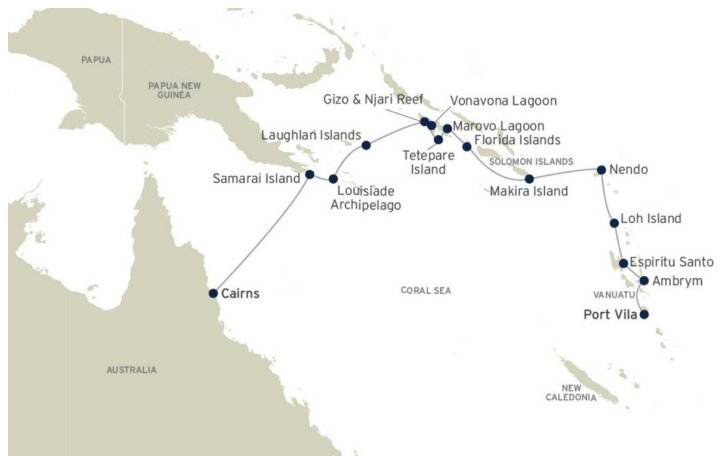 PAPUA
PAPUA NEW
GUINEA
Gizo & Njari Reef
Vonavona Lagoon
Laughlan Islands
Marovo Lagoon
Florida Islands
Tetepare
Island
SOLOMON ISLANDS
Samarai Island
Louisiade
Archipelago
Makira Island
Nendo
Loh Island
Espiritu Santo
Ambrym
VANUATU
Port Vila
Cairns
CORAL SEA
AUSTRALIA
NEW
CALEDONIA